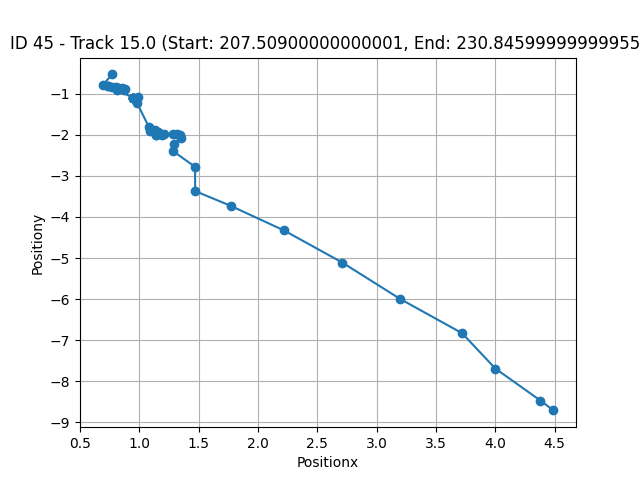 ID 45 - Track 15.0 (Start: 207.50900000000001, End: 230.84599999999955
−1
−2
−3
−4
−5
−6
−7
−8
−9
Positiony
0.5 1.0 1.5 2.0 2.5 3.0 3.5 4.0 4.5
Positionx